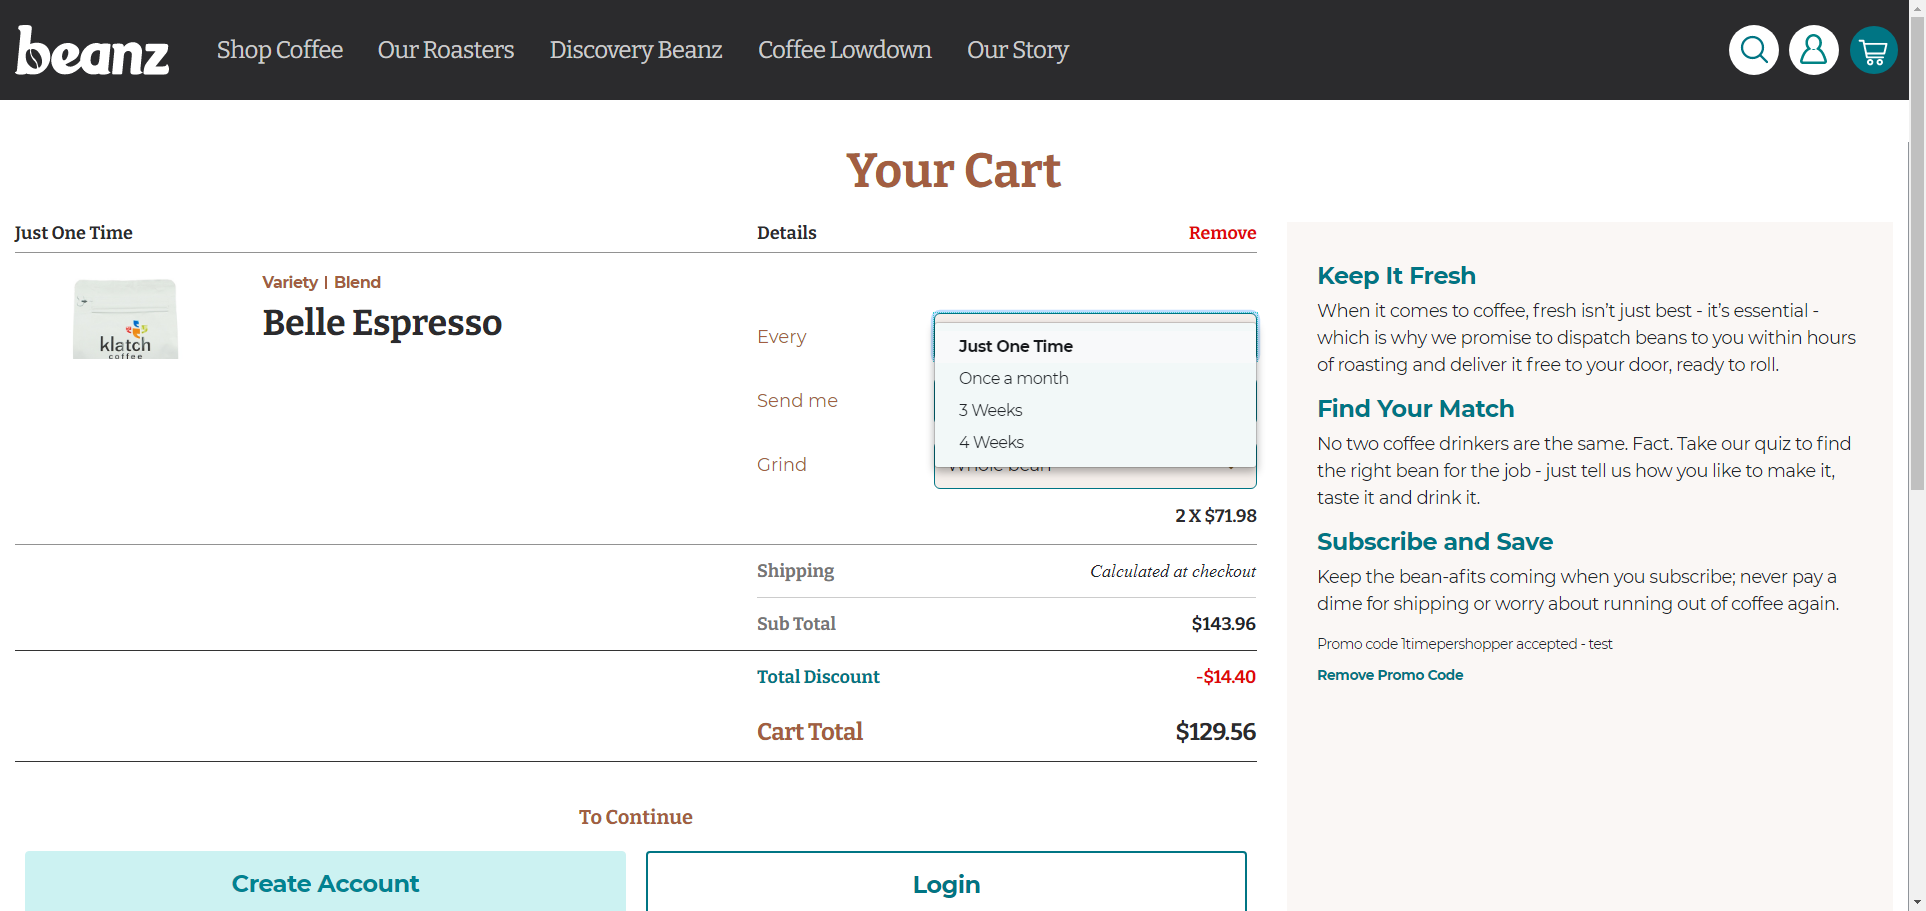 beanz
Shop Coffee
Our Roasters
Discovery Beanz
Coffee Lowdown
Our Story
Your Cart
Just One Time
Details
Remove
klatch
coffee
Variety | Blend
Belle Espresso
Every
Just One Time
Once a month
3 Weeks
4 Weeks
Send me
Grind
Whole bean
2 X $71.98
Shipping
Calculated at checkout
Sub Total
$143.96
Total Discount
-$14.40
Cart Total
$129.56
To Continue
Create Account
Login
Keep It Fresh
When it comes to coffee, fresh isn’t just best - it’s essential -
which is why we promise to dispatch beans to you within hours
of roasting and deliver it free to your door, ready to roll.
Find Your Match
No two coffee drinkers are the same. Fact. Take our quiz to find
the right bean for the job - just tell us how you like to make it,
taste it and drink it.
Subscribe and Save
Keep the bean-afits coming when you subscribe; never pay a
dime for shipping or worry about running out of coffee again.
Promo code 1timepershopper accepted - test
Remove Promo Code